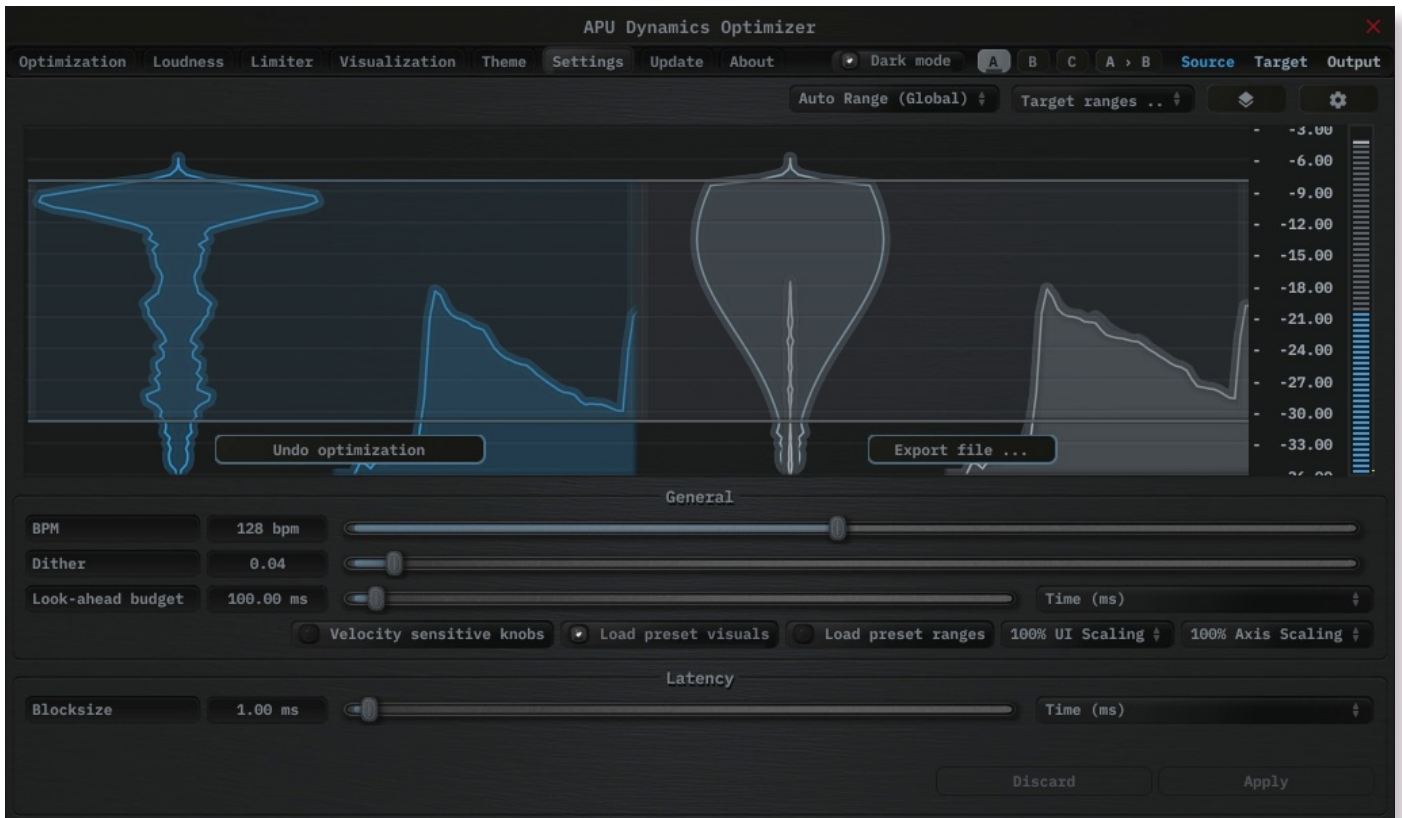 APU Dynamics Optimizer
Optimization Loudness Limiter Visualization Theme Settings Update About Dark mode A B C A › B Source Target Output
Auto Range (Global) Target ranges ..
- -3.00
- -6.00
- -9.00
- -12.00
- -15.00
- -18.00
- -21.00
- -24.00
- -27.00
- -30.00
- -33.00
Undo optimization Export file ...
General
BPM 128 bpm
Dither 0.04
Look-ahead budget 100.00 ms Time (ms)
Velocity sensitive knobs Load preset visuals Load preset ranges 100% UI Scaling 100% Axis Scaling
Latency
Blocksize 1.00 ms Time (ms)
Discard Apply